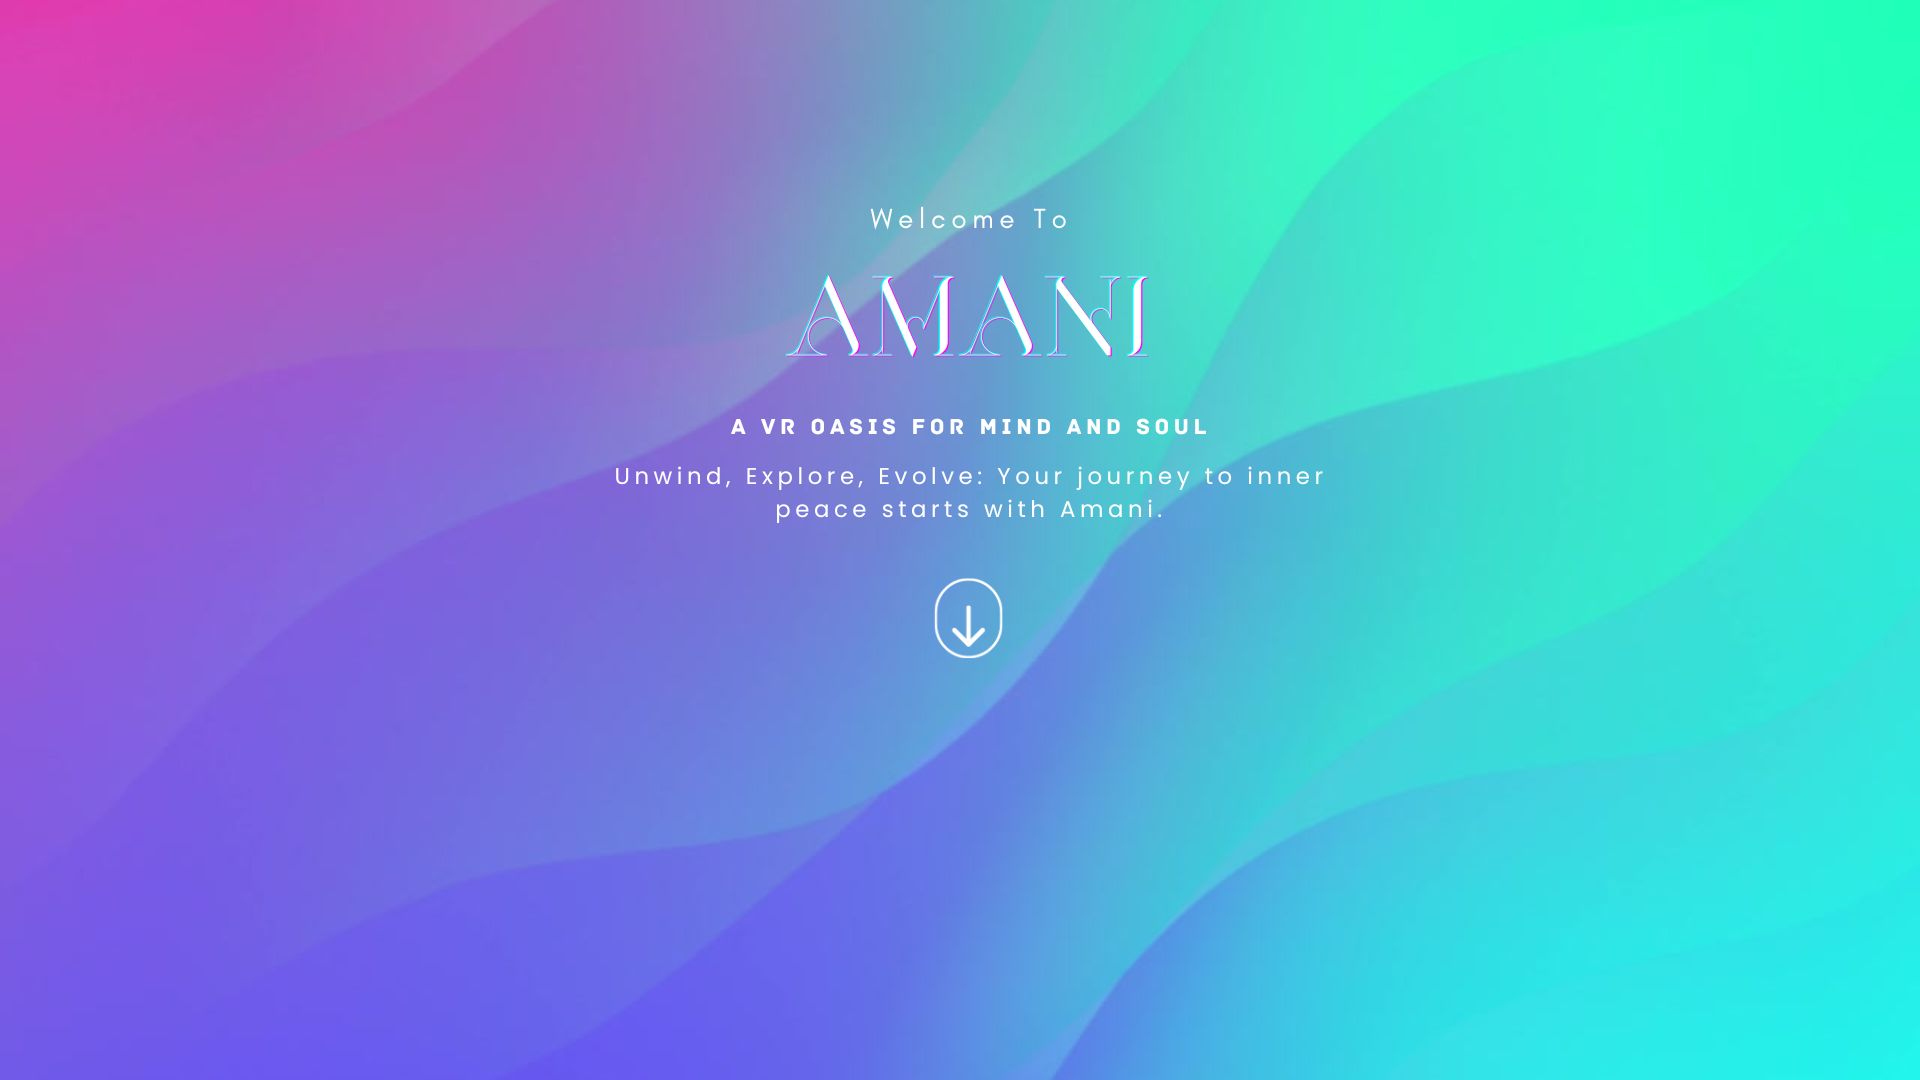 Welcome To
AMANI
A VR OASIS FOR MIND AND SOUL
Unwind, Explore, Evolve: Your journey to inner
peace starts with Amani.